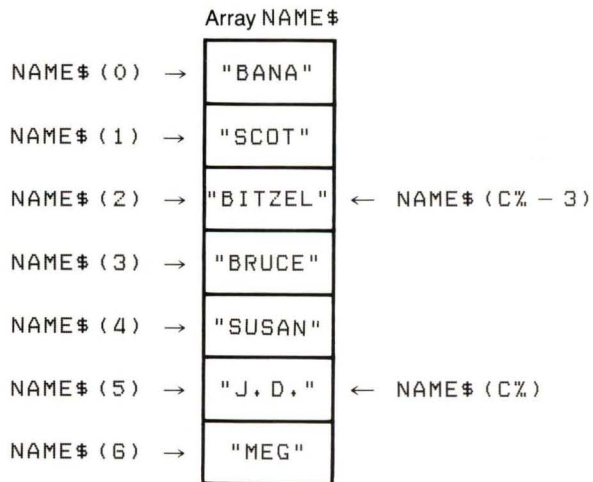 Array NAME$
NAME$ (0) → "BANA"
NAME$ (1) → "SCOT"
NAME$ (2) → "BITZEL" ← NAME$ (C% − 3)
NAME$ (3) → "BRUCE"
NAME$ (4) → "SUSAN"
NAME$ (5) → "J.D." ← NAME$ (C%)
NAME$ (6) → "MEG"